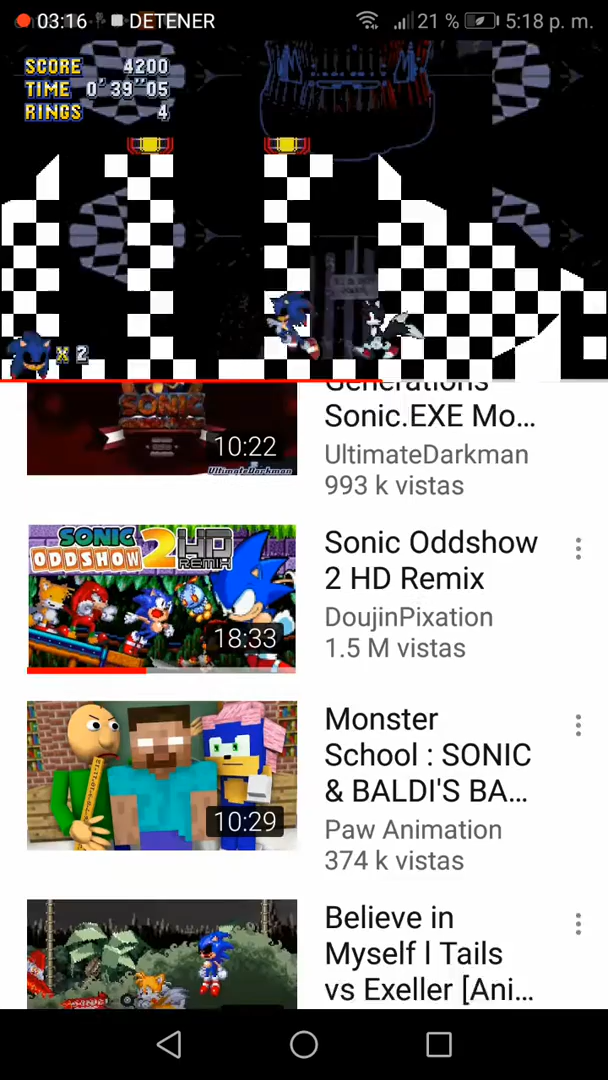 03:16 DETENER 21 % 5:18 p. m.
SCORE 4200
TIME 0'39"05
RINGS 4
X 2
Generations
Sonic.EXE Mo...
UltimateDarkman
993 k vistas
SONIC
10:22
UltimateDarkman
Sonic Oddshow
2 HD Remix
DoujinPixation
1.5 M vistas
SONIC
ODDSHOW 2 HD
REMIX
18:33
Monster
School : SONIC
& BALDI'S BA...
Paw Animation
374 k vistas
10:29
Believe in
Myself l Tails
vs Exeller [Ani...